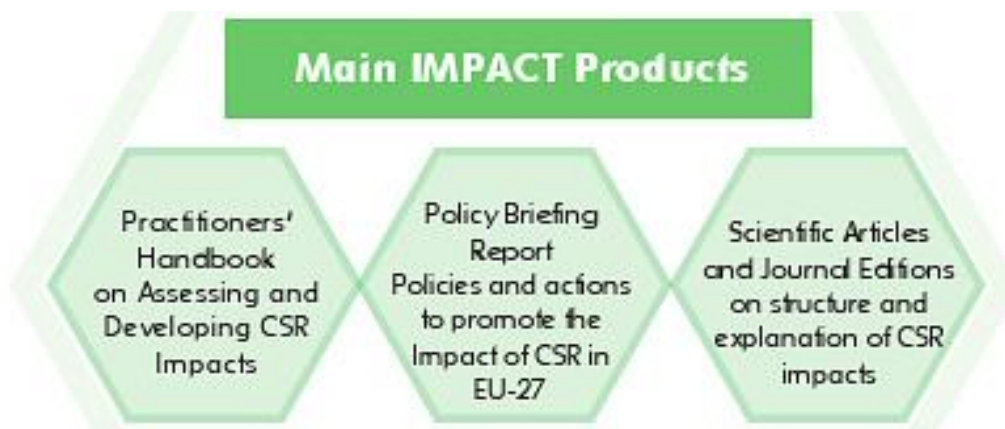 Main IMPACT Products
Practitioners'
Handbook
on Assessing and
Developing CSR
Impacts
Policy Briefing
Report
Policies and actions
to promote the
Impact of CSR in
EU-27
Scientific Articles
and Journal Editions
on structure and
explanation of CSR
impacts